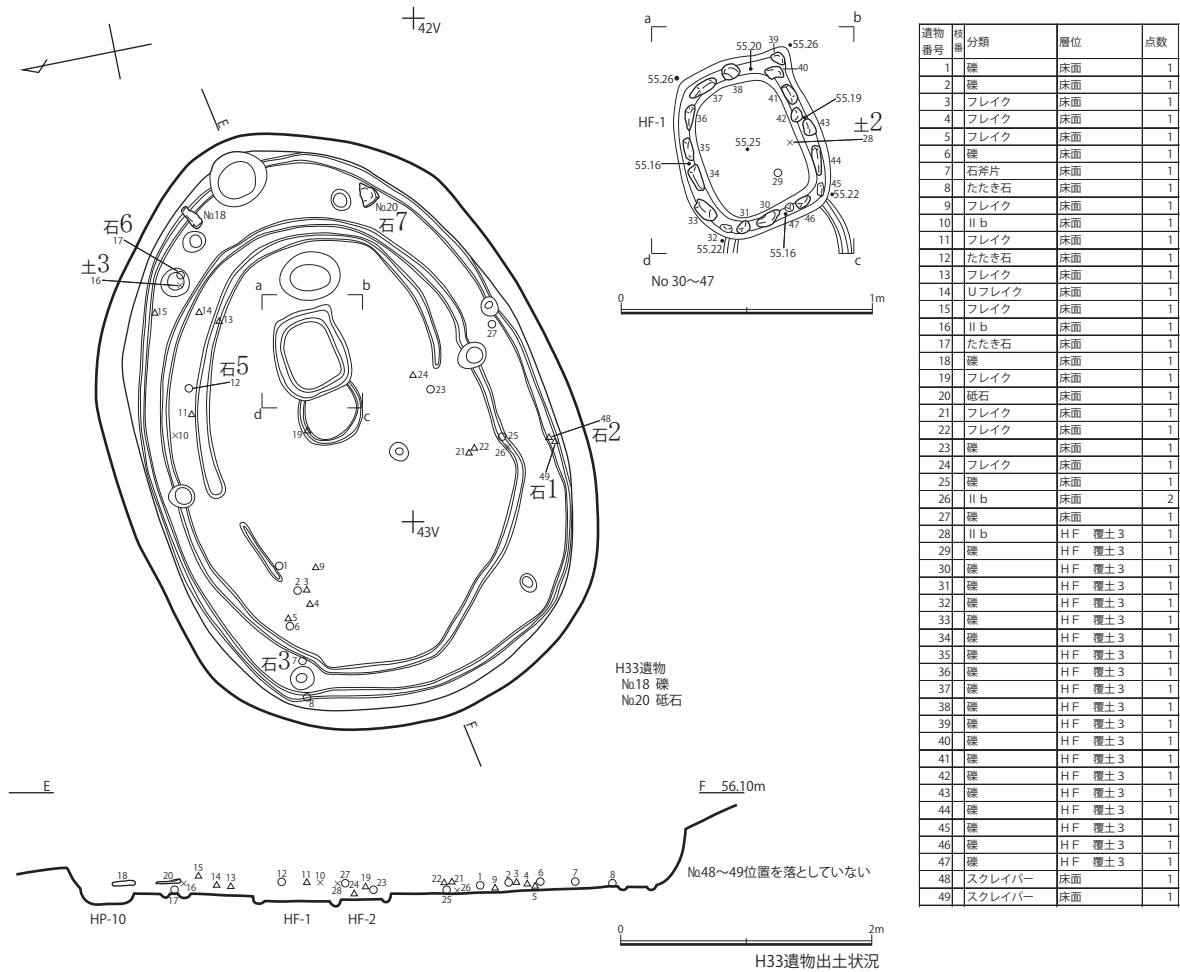 42V
E
№18
№20
石7
石6
17
土3
16
15
14
13
a
b
27
石5
12
24
23
d
c
11
10
19
25
48
石2
22
21
26
49
石1
43V
1
9
2 3
4
5
6
石3
7
8
F
H33遺物
№18 礫
№20 砥石
a
b
39
55.20
55.26
55.26
40
38
37
41
55.19
HF-1
36
42
43
土2
55.25
28
35
44
55.16
34
29
45
55.22
33
30
31
46
32
47
55.22
55.16
d
c
No 30～47
0
1m
E
F 56.10m
18
20
16
15
14
13
12
11
10
27
19
23
22
21
1
9
2
3
4
6
7
8
17
28
24
25
26
5
№48～49位置を落としていない
HP-10
HF-1
HF-2
0
2m
H33遺物出土状況
遺物番号 枝番 分類 層位 点数
1 礫 床面 1
2 礫 床面 1
3 フレイク 床面 1
4 フレイク 床面 1
5 フレイク 床面 1
6 礫 床面 1
7 石斧片 床面 1
8 たたき石 床面 1
9 フレイク 床面 1
10 Ⅱb 床面 1
11 フレイク 床面 1
12 たたき石 床面 1
13 フレイク 床面 1
14 Uフレイク 床面 1
15 フレイク 床面 1
16 Ⅱb 床面 1
17 たたき石 床面 1
18 礫 床面 1
19 フレイク 床面 1
20 砥石 床面 1
21 フレイク 床面 1
22 フレイク 床面 1
23 礫 床面 1
24 フレイク 床面 1
25 礫 床面 1
26 Ⅱb 床面 2
27 礫 床面 1
28 Ⅱb HF 覆土3 1
29 礫 HF 覆土3 1
30 礫 HF 覆土3 1
31 礫 HF 覆土3 1
32 礫 HF 覆土3 1
33 礫 HF 覆土3 1
34 礫 HF 覆土3 1
35 礫 HF 覆土3 1
36 礫 HF 覆土3 1
37 礫 HF 覆土3 1
38 礫 HF 覆土3 1
39 礫 HF 覆土3 1
40 礫 HF 覆土3 1
41 礫 HF 覆土3 1
42 礫 HF 覆土3 1
43 礫 HF 覆土3 1
44 礫 HF 覆土3 1
45 礫 HF 覆土3 1
46 礫 HF 覆土3 1
47 礫 HF 覆土3 1
48 スクレイパー 床面 1
49 スクレイパー 床面 1